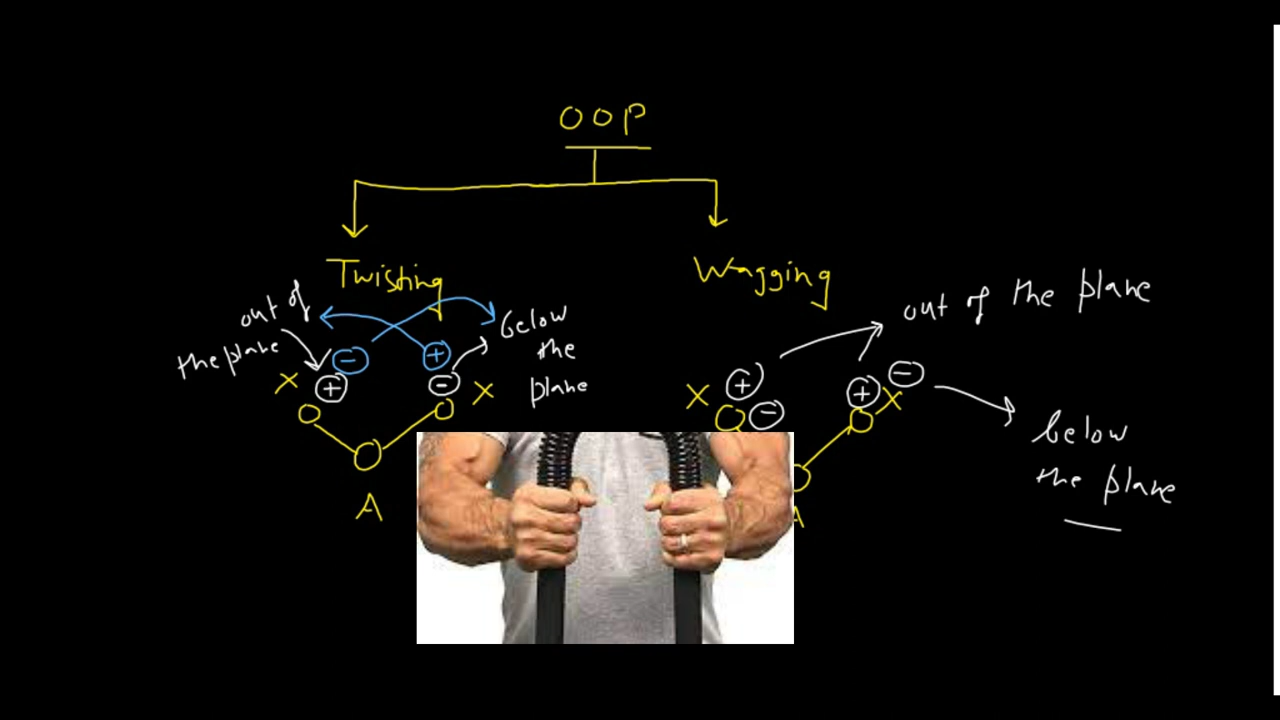 OOP
Twisting
Wagging
out of
the plane
below
the
plane
out of the plane
− +
X + − X
X + + X −
−
below
the plane
A
A